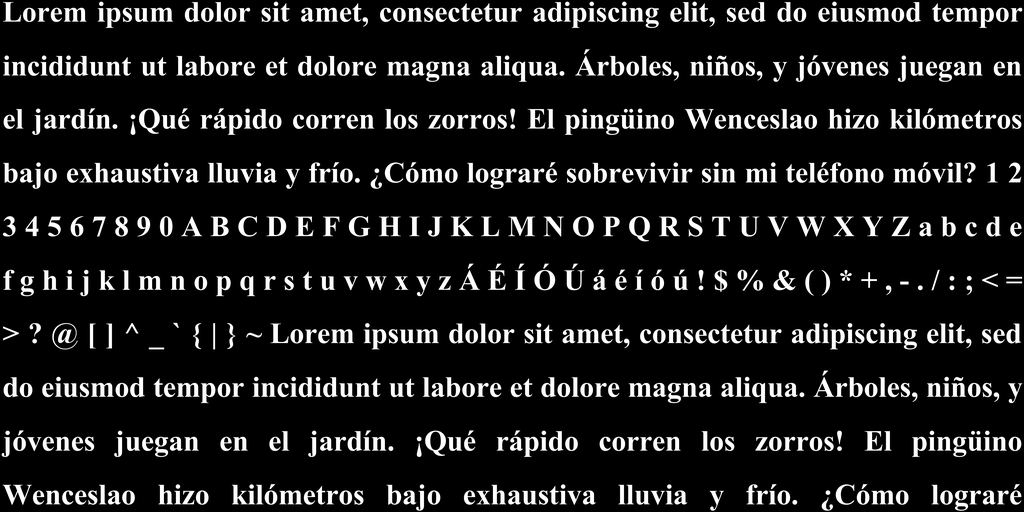 Lorem ipsum dolor sit amet, consectetur adipiscing elit, sed do eiusmod tempor
incididunt ut labore et dolore magna aliqua. Árboles, niños, y jóvenes juegan en
el jardín. ¡Qué rápido corren los zorros! El pingüino Wenceslao hizo kilómetros
bajo exhaustiva lluvia y frío. ¿Cómo lograré sobrevivir sin mi teléfono móvil? 1 2
3 4 5 6 7 8 9 0 A B C D E F G H I J K L M N O P Q R S T U V W X Y Z a b c d e
f g h i j k l m n o p q r s t u v w x y z Á É Í Ó Ú á é í ó ú ! $ % & ( ) * + , - . / : ; < =
> ? @ [ ] ^ _ ` { | } ~ Lorem ipsum dolor sit amet, consectetur adipiscing elit, sed
do eiusmod tempor incididunt ut labore et dolore magna aliqua. Árboles, niños, y
jóvenes juegan en el jardín. ¡Qué rápido corren los zorros! El pingüino
Wenceslao hizo kilómetros bajo exhaustiva lluvia y frío. ¿Cómo lograré